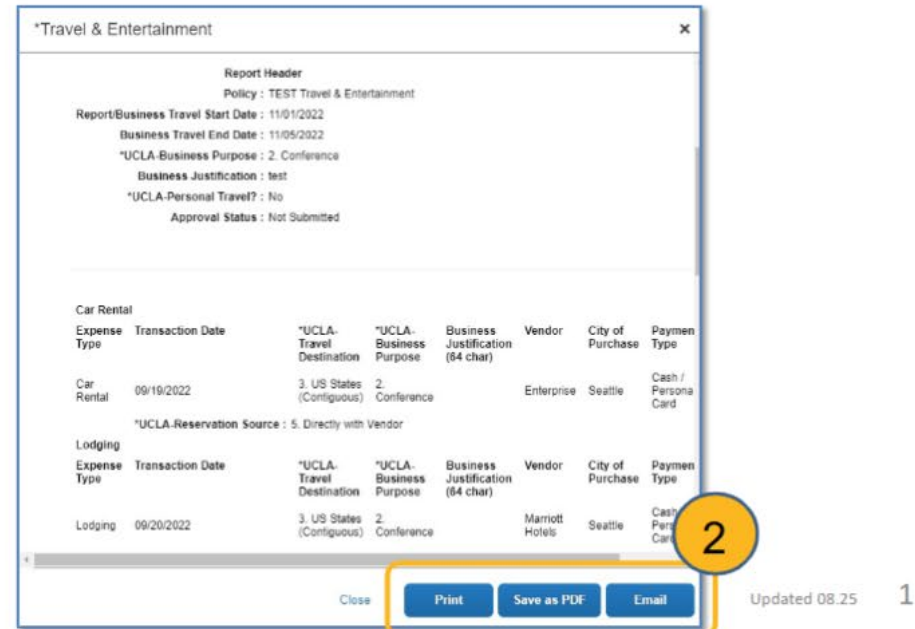 *Travel & Entertainment ×
Report Header
Policy : TEST Travel & Entertainment
Report/Business Travel Start Date : 11/01/2022
Business Travel End Date : 11/05/2022
*UCLA-Business Purpose : 2. Conference
Business Justification : test
*UCLA-Personal Travel? : No
Approval Status : Not Submitted
Car Rental
Expense Transaction Date *UCLA- *UCLA- Business Vendor City of Paymen
Type Travel Business Justification Purchase Type
Destination Purpose (64 char)
Car 3. US States 2. Cash /
Rental 09/19/2022 (Contiguous) Conference Enterprise Seattle Persona
Card
*UCLA-Reservation Source : 5. Directly with Vendor
Lodging
Expense Transaction Date *UCLA- *UCLA- Business Vendor City of Paymen
Type Travel Business Justification Purchase Type
Destination Purpose (64 char)
Lodging 09/20/2022 3. US States 2. Marriott Seattle Cash
(Contiguous) Conference Hotels Pers
Car
2
Close Print Save as PDF Email
Updated 08.25 1